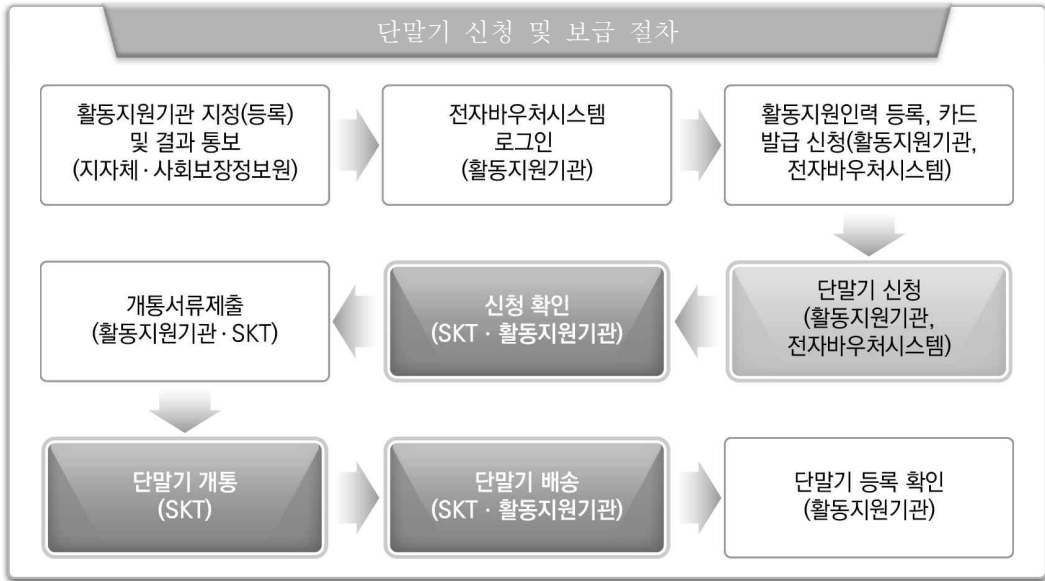 단말기 신청 및 보급 절차
활동지원기관 지정(등록)
및 결과 통보
(지자체·사회보장정보원)
전자바우처시스템
로그인
(활동지원기관)
활동지원인력 등록, 카드
발급 신청(활동지원기관,
전자바우처시스템)
단말기 신청
(활동지원기관,
전자바우처시스템)
신청 확인
(SKT · 활동지원기관)
개통서류제출
(활동지원기관·SKT)
단말기 개통
(SKT)
단말기 배송
(SKT · 활동지원기관)
단말기 등록 확인
(활동지원기관)